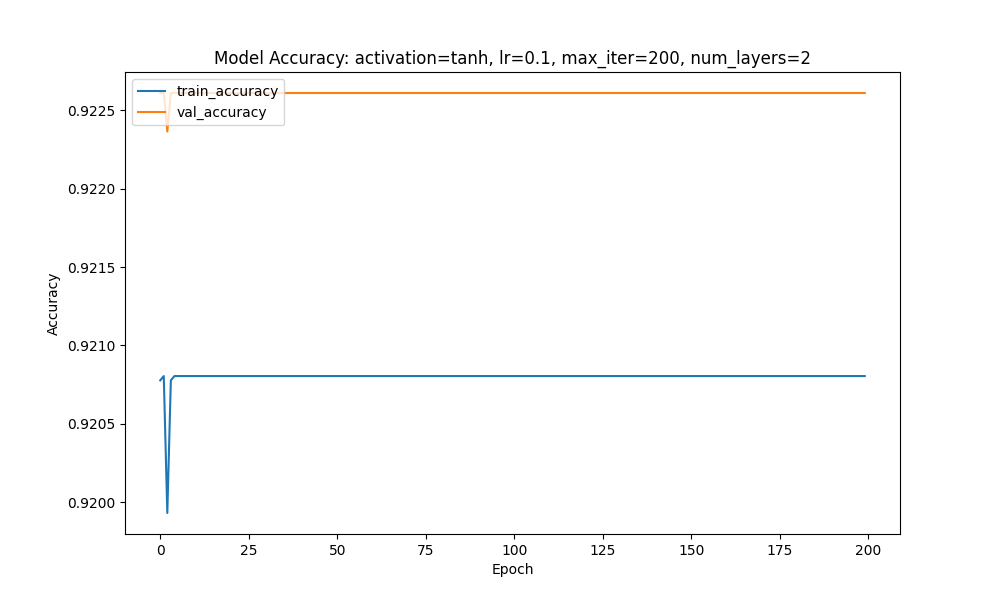 Model Accuracy: activation=tanh, lr=0.1, max_iter=200, num_layers=2
train_accuracy
val_accuracy
0.9225
0.9220
0.9215
0.9210
0.9205
0.9200
Accuracy
0 25 50 75 100 125 150 175 200
Epoch